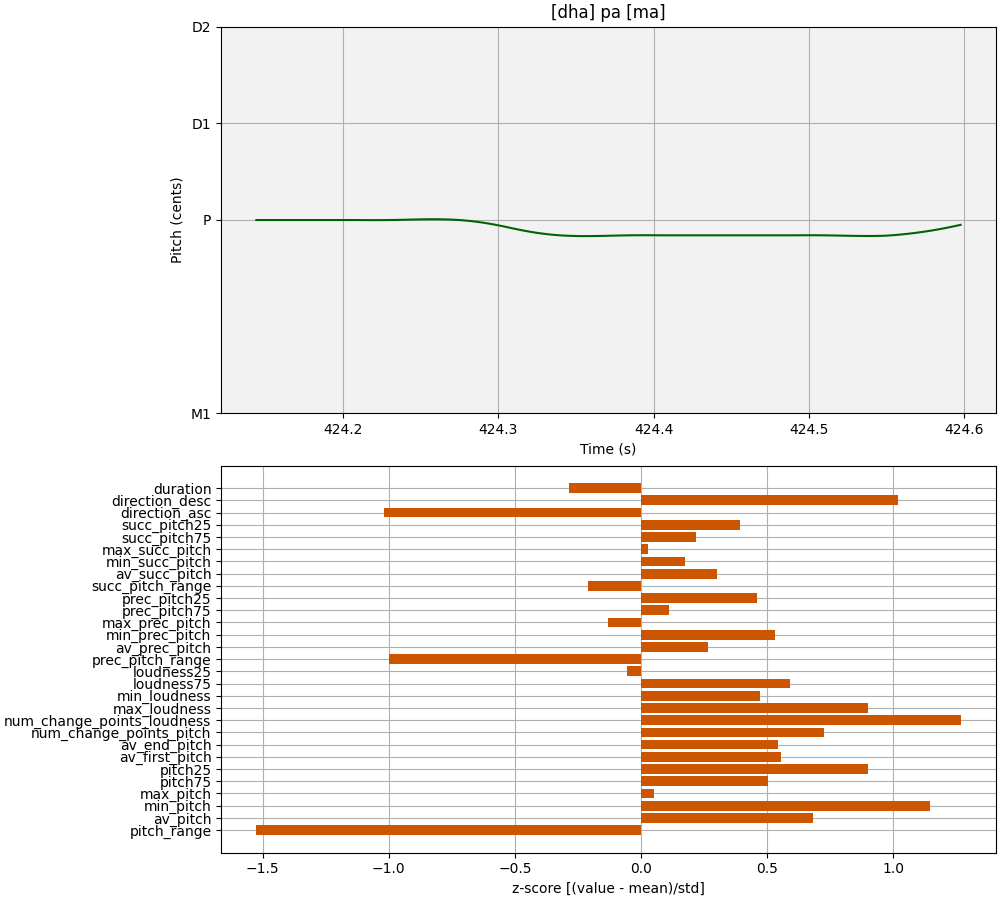 [dha] pa [ma]
D2
D1
P
M1
Pitch (cents)
424.2 424.3 424.4 424.5 424.6
Time (s)
duration
direction_desc
direction_asc
succ_pitch25
succ_pitch75
max_succ_pitch
min_succ_pitch
av_succ_pitch
succ_pitch_range
prec_pitch25
prec_pitch75
max_prec_pitch
min_prec_pitch
av_prec_pitch
prec_pitch_range
loudness25
loudness75
min_loudness
max_loudness
num_change_points_loudness
num_change_points_pitch
av_end_pitch
av_first_pitch
pitch25
pitch75
max_pitch
min_pitch
av_pitch
pitch_range
−1.5 −1.0 −0.5 0.0 0.5 1.0
z-score [(value - mean)/std]